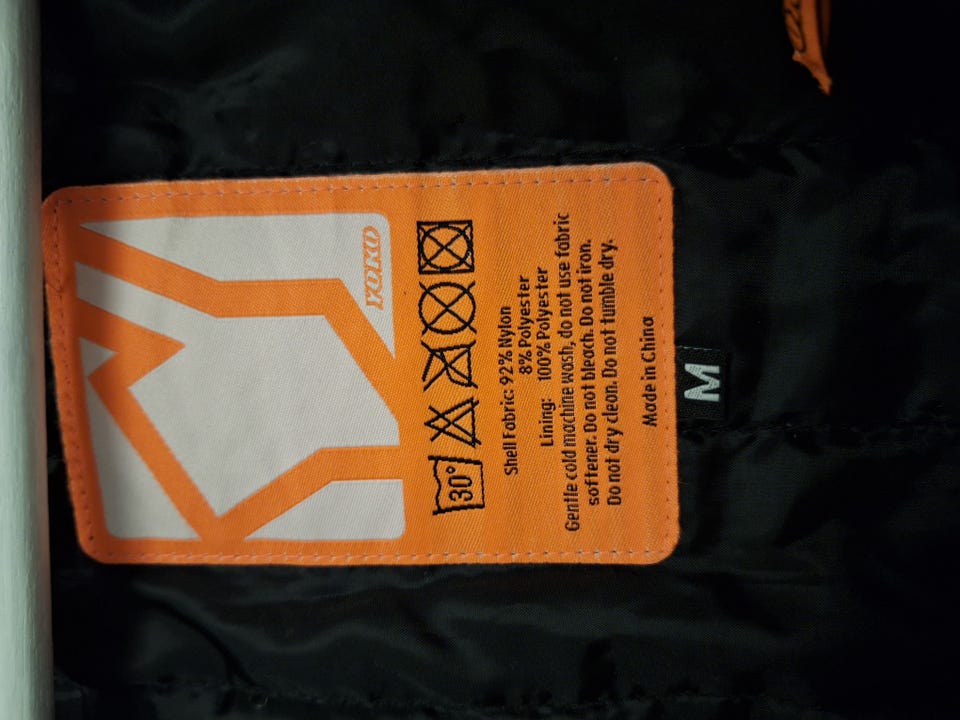 YOKO
30°
Shell Fabric: 92% Nylon
8% Polyester
Lining: 100% Polyester
Gentle cold machine wash, do not use fabric
softener. Do not bleach. Do not iron.
Do not dry clean. Do not tumble dry.
Made in China
M